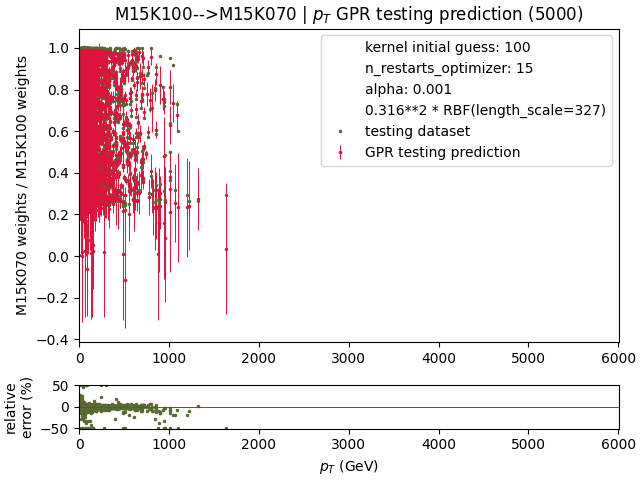 M15K100-->M15K070 | p_T GPR testing prediction (5000)
kernel initial guess: 100
n_restarts_optimizer: 15
alpha: 0.001
0.316**2 * RBF(length_scale=327)
testing dataset
GPR testing prediction
M15K070 weights / M15K100 weights
1.0
0.8
0.6
0.4
0.2
0.0
−0.2
−0.4
0 1000 2000 3000 4000 5000 6000
relative
error (%)
50
0
−50
0 1000 2000 3000 4000 5000 6000
p_T (GeV)